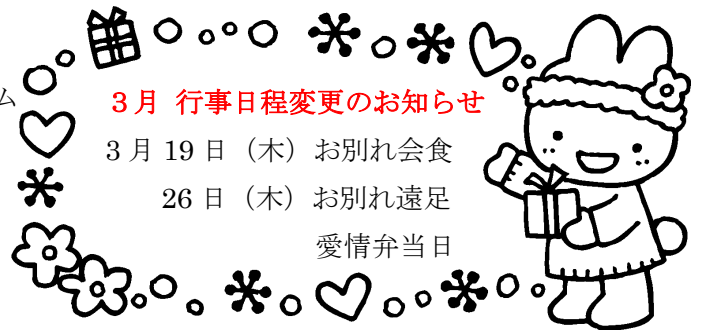 ム
３月 行事日程変更のお知らせ
3 月 19 日（木）お別れ会食
26 日（木）お別れ遠足
愛情弁当日